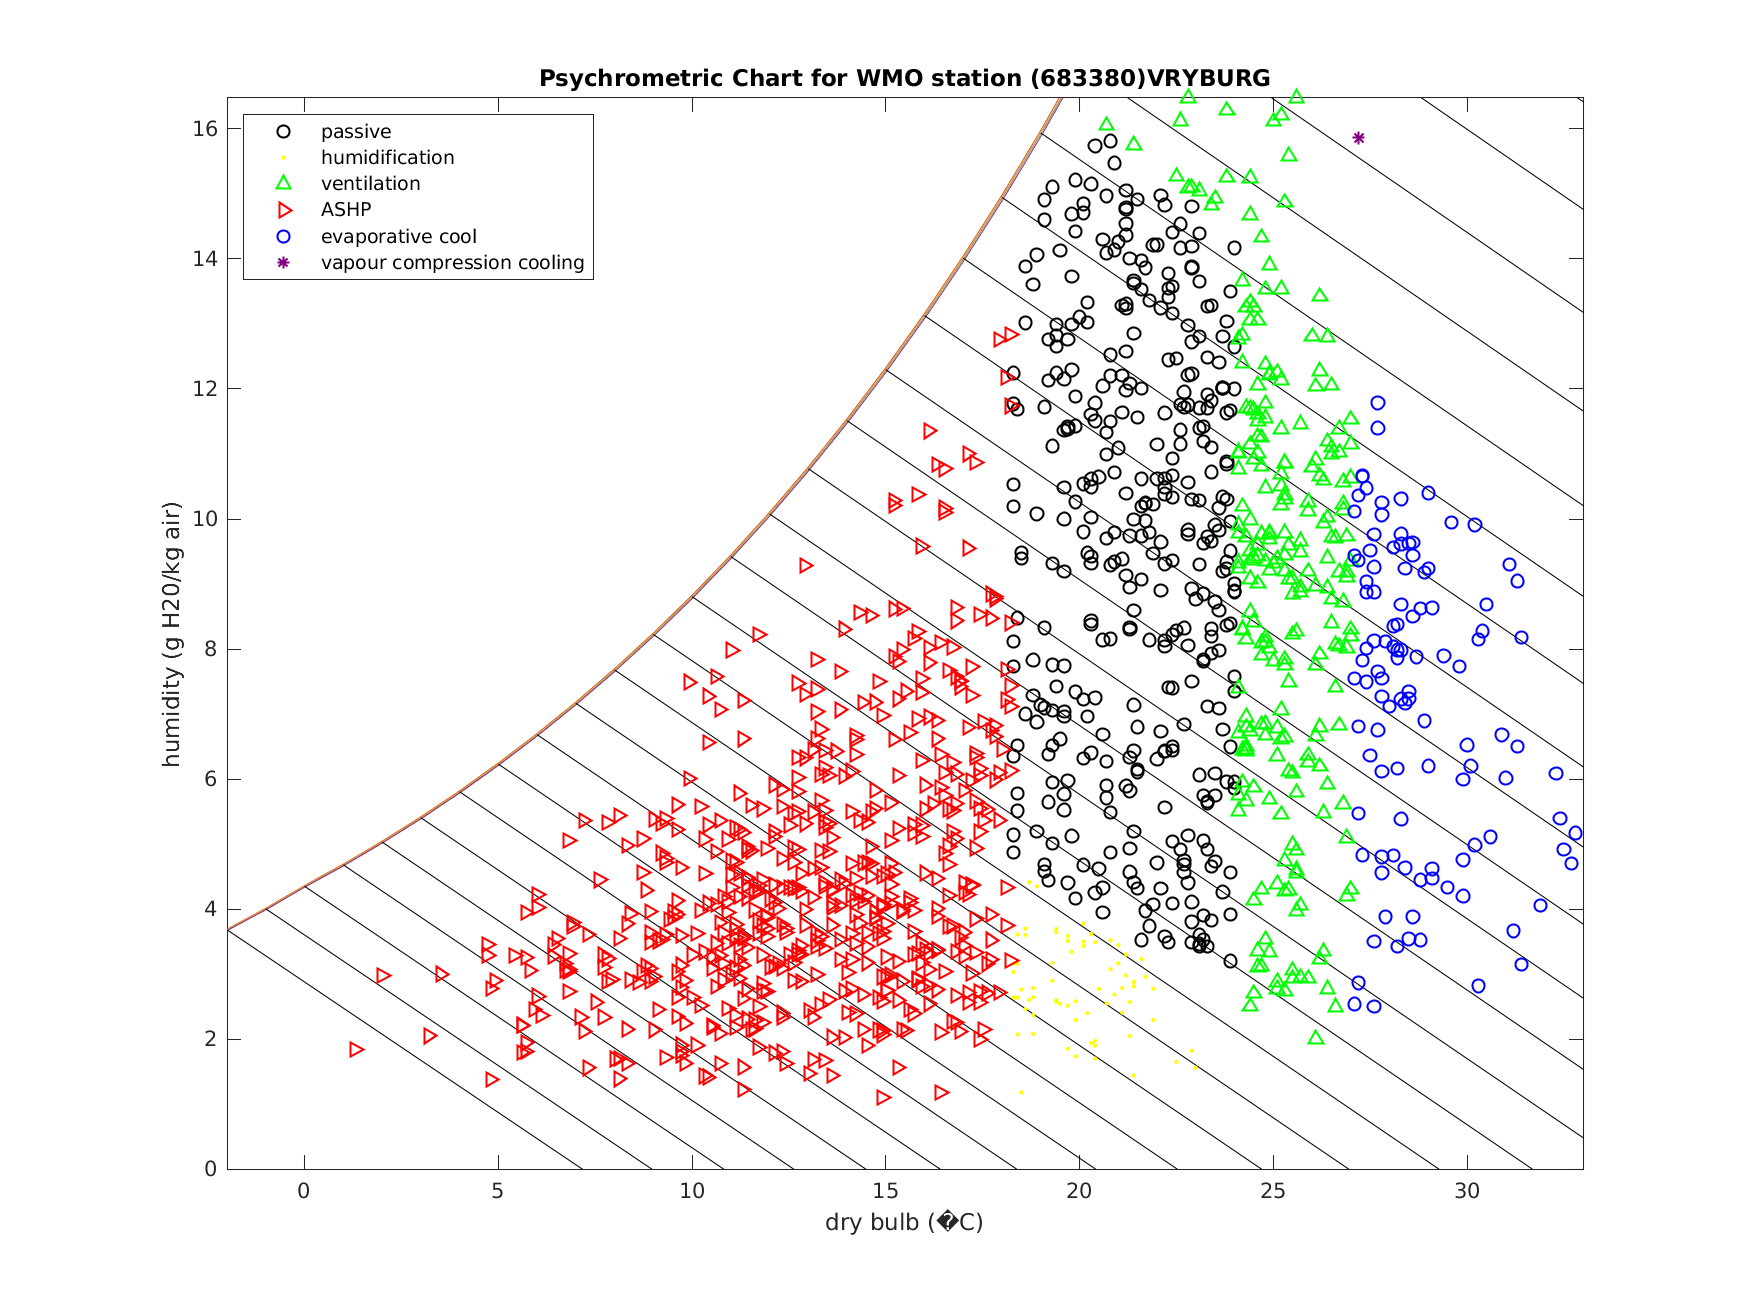 Psychrometric Chart for WMO station (683380)VRYBURG
passive
humidification
ventilation
ASHP
evaporative cool
vapour compression cooling
humidity (g H20/kg air)
16
14
12
10
8
6
4
2
0
0 5 10 15 20 25 30
dry bulb (�C)